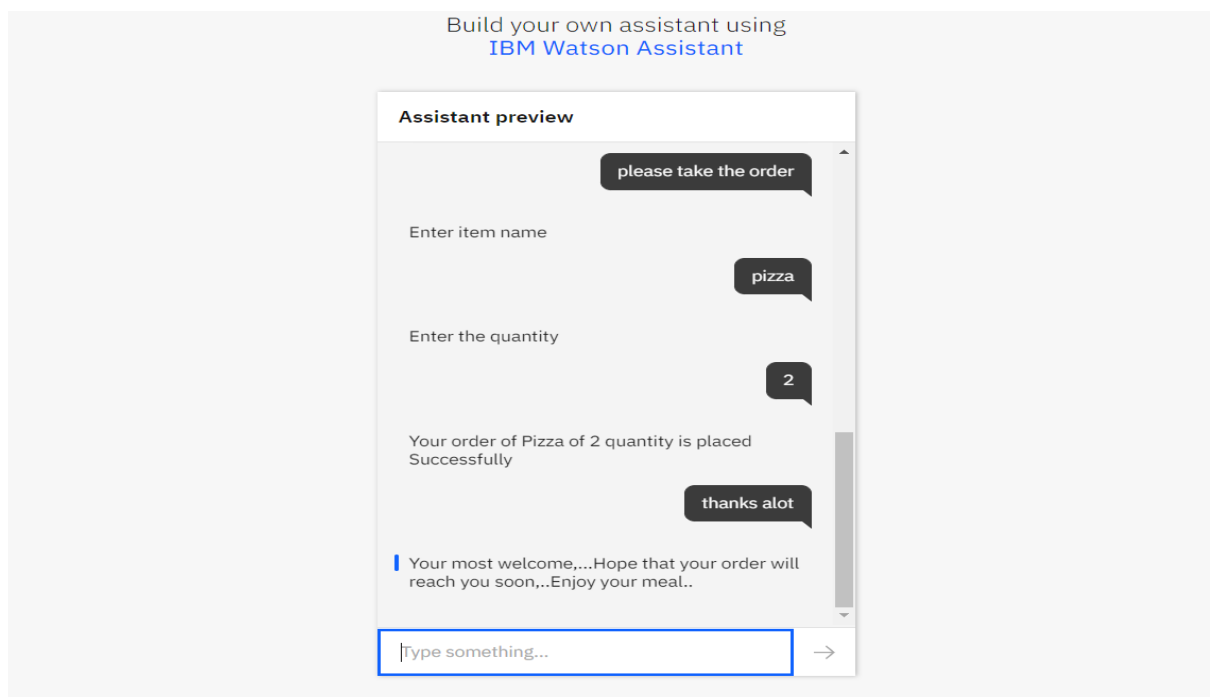 Build your own assistant using
IBM Watson Assistant
Assistant preview
please take the order
Enter item name
pizza
Enter the quantity
2
Your order of Pizza of 2 quantity is placed
Successfully
thanks alot
Your most welcome,...Hope that your order will
reach you soon,..Enjoy your meal..
Type something...